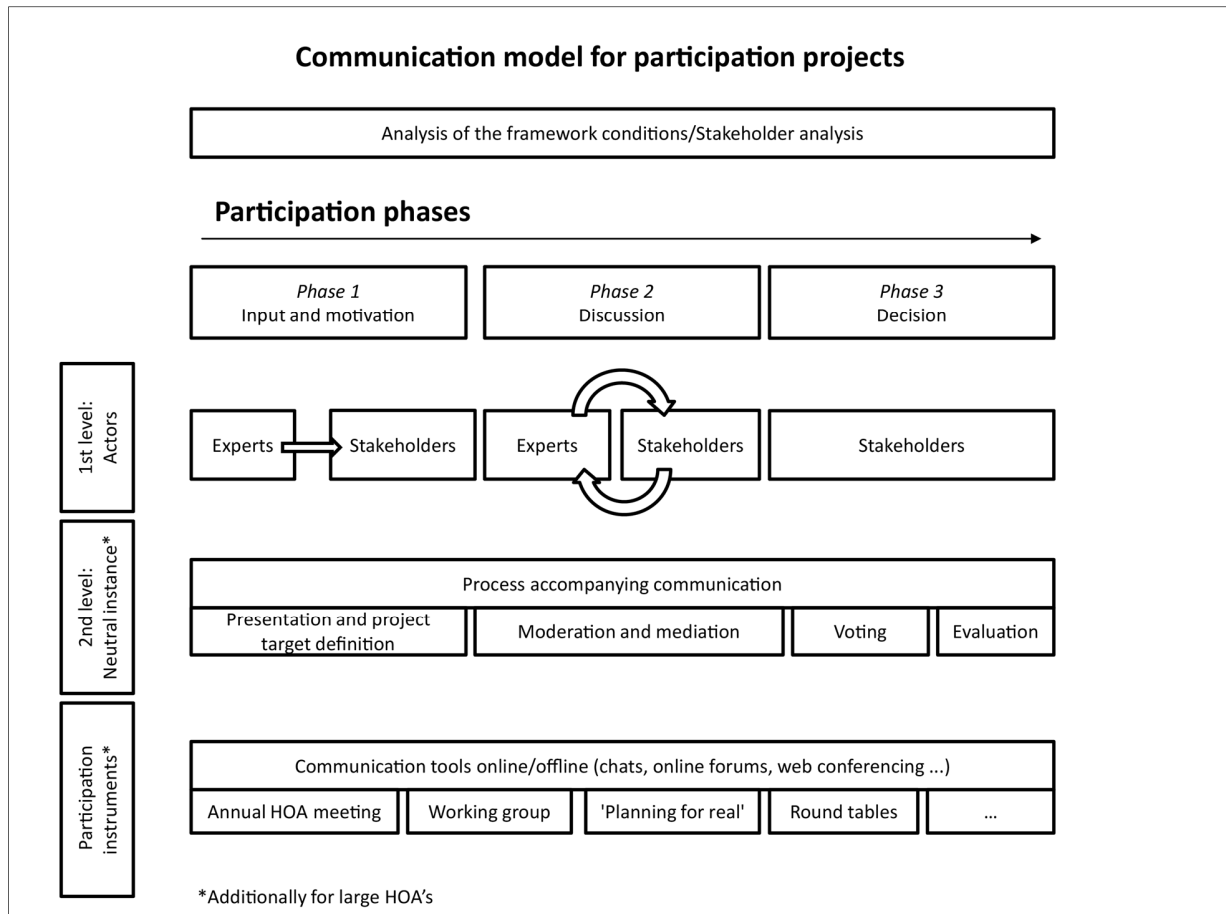 Communication model for participation projects
Analysis of the framework conditions/Stakeholder analysis
Participation phases
Phase 1
Input and motivation
Phase 2
Discussion
Phase 3
Decision
1st level:
Actors
Experts
Stakeholders
Experts
Stakeholders
Stakeholders
2nd level:
Neutral instance*
Process accompanying communication
Presentation and project
target definition
Moderation and mediation
Voting
Evaluation
Participation
instruments*
Communication tools online/offline (chats, online forums, web conferencing ...)
Annual HOA meeting
Working group
'Planning for real'
Round tables
...
*Additionally for large HOA’s